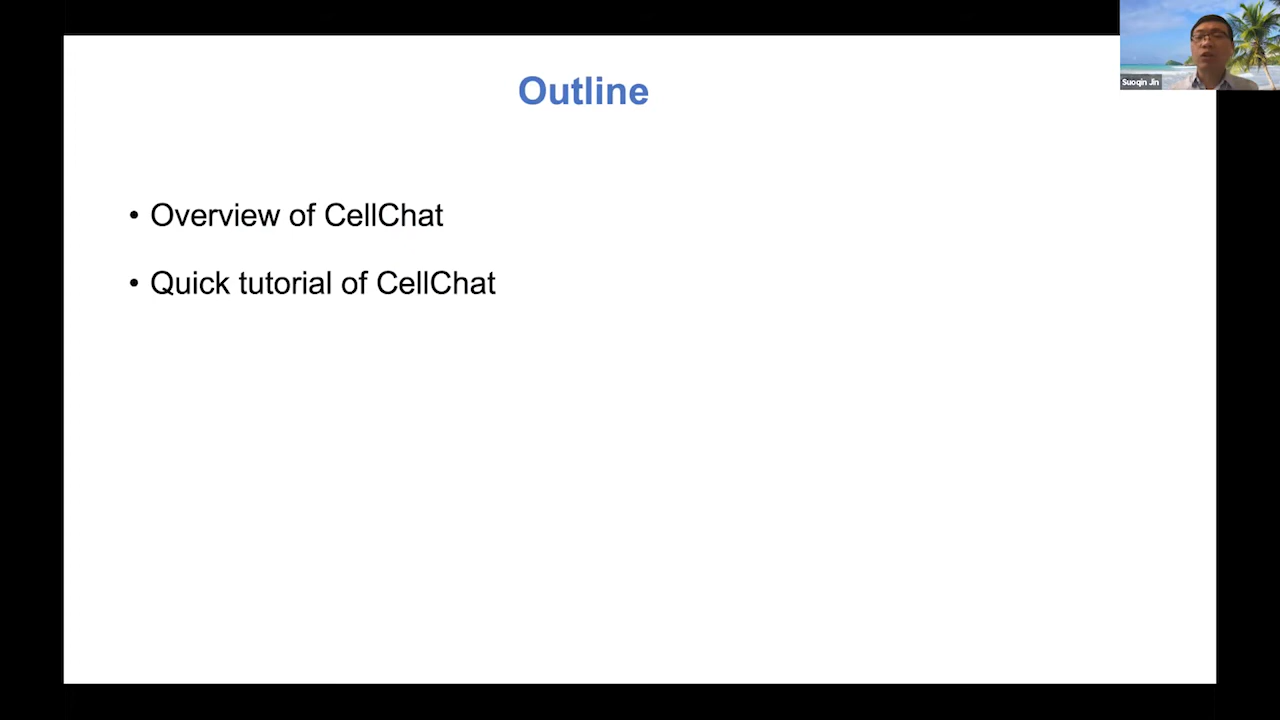 Outline
Suoqin Jin
• Overview of CellChat
• Quick tutorial of CellChat